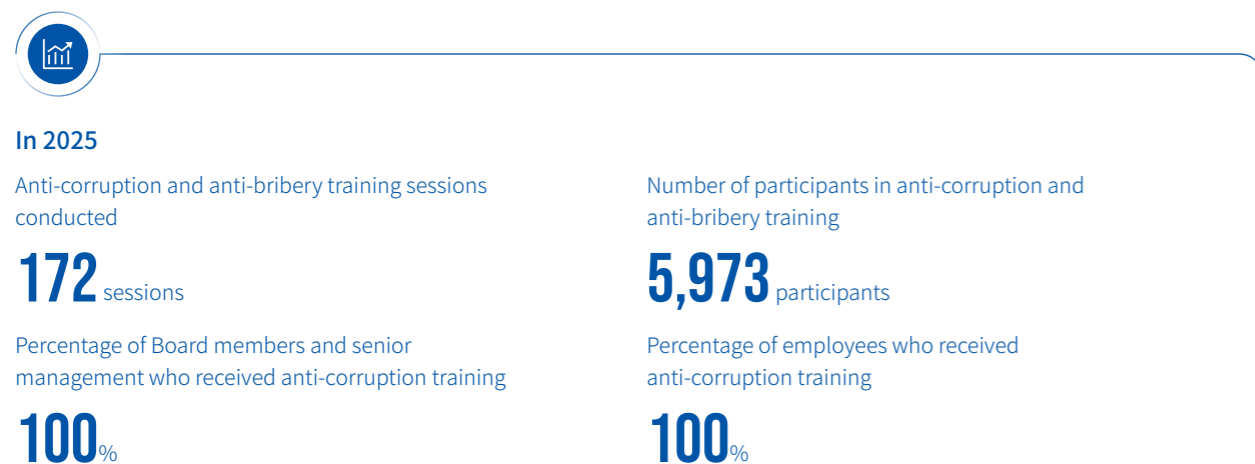 In 2025
Anti-corruption and anti-bribery training sessions
conducted
172 sessions
Number of participants in anti-corruption and
anti-bribery training
5,973 participants
Percentage of Board members and senior
management who received anti-corruption training
100%
Percentage of employees who received
anti-corruption training
100%